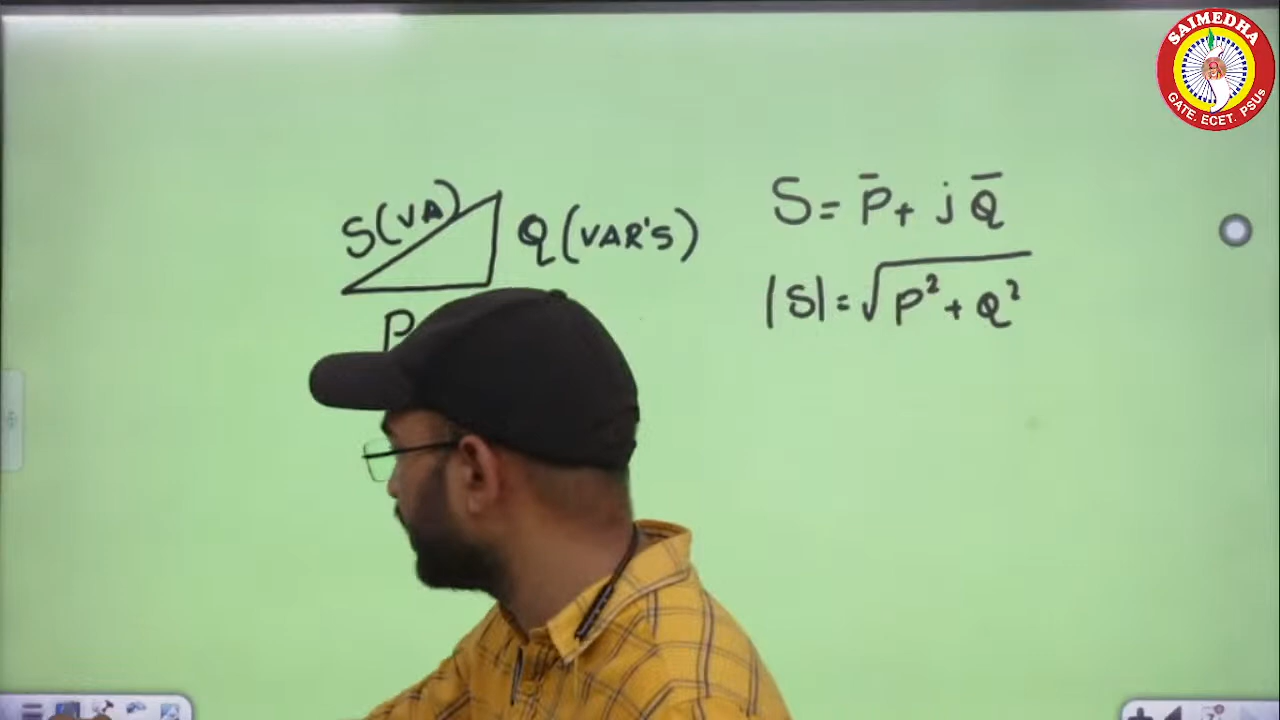 SAIMEDHA
GATE. ECET. PSUs
S(VA)
Q(VAR'S)
P
S= P̄+ j Q̄
|S|=√P²+Q²